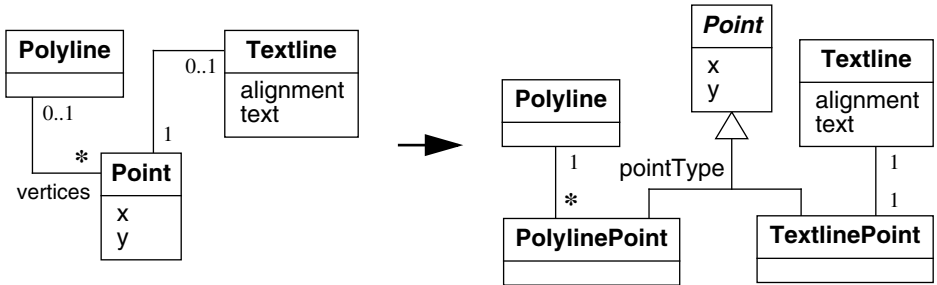 Polyline
0..1
*
vertices
Textline
alignment
text
0..1
1
Point
x
y
Point
x
y
pointType
Polyline
1
*
PolylinePoint
Textline
alignment
text
1
1
TextlinePoint